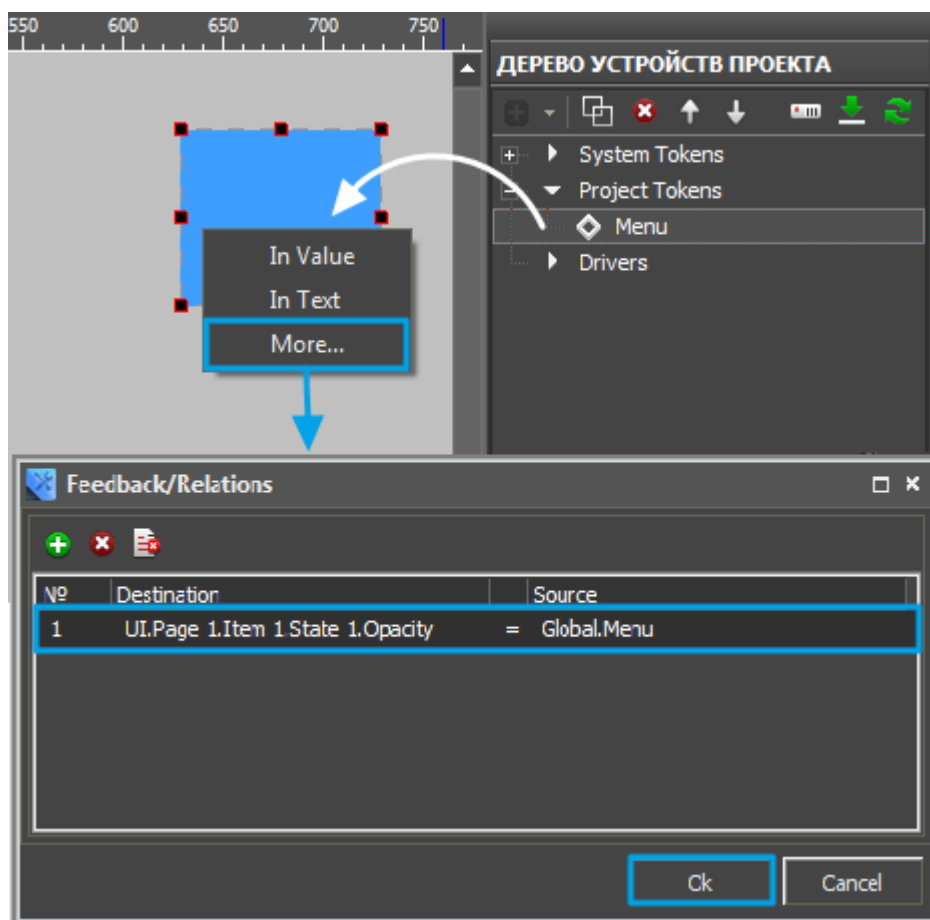 550 600 650 700 750
ДЕРЕВО УСТРОЙСТВ ПРОЕКТА
System Tokens
Project Tokens
Menu
Drivers
In Value
In Text
More...
Feedback/Relations
№ Destination Source
1 UI.Page 1.Item 1.State 1.Opacity = Global.Menu
Ok Cancel